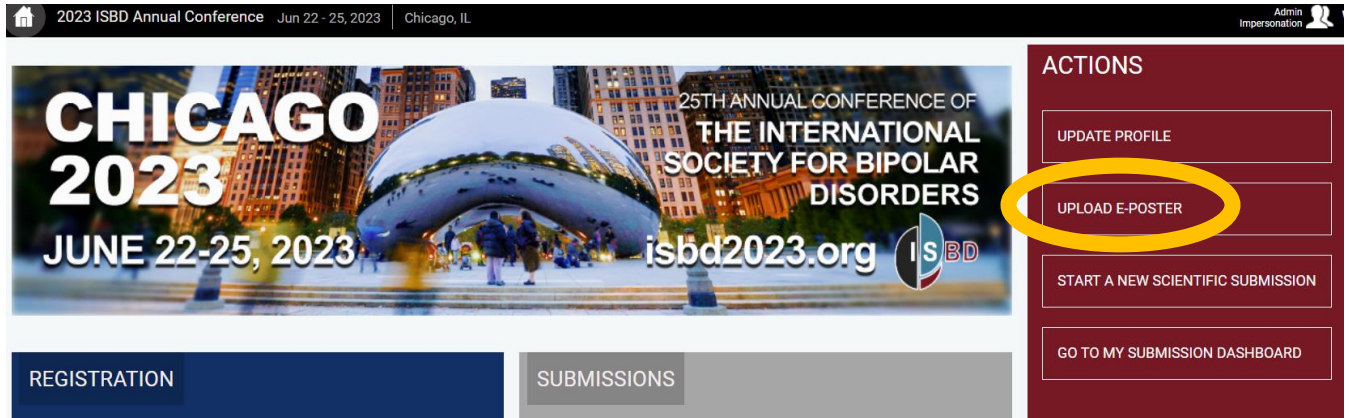 2023 ISBD Annual Conference Jun 22 - 25, 2023 Chicago, IL
Admin
Impersonation
CHICAGO
2023
JUNE 22-25, 2023
25TH ANNUAL CONFERENCE OF
THE INTERNATIONAL
SOCIETY FOR BIPOLAR
DISORDERS
isbd2023.org
ISBD
ACTIONS
UPDATE PROFILE
UPLOAD E-POSTER
START A NEW SCIENTIFIC SUBMISSION
GO TO MY SUBMISSION DASHBOARD
REGISTRATION
SUBMISSIONS